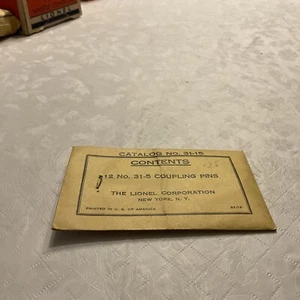 LIONEL
CATALOG No. 31-15
CONTENTS
12 No. 31-5 COUPLING PINS
THE LIONEL CORPORATION
NEW YORK, N. Y.
PRINTED IN U. S. OF AMERICA